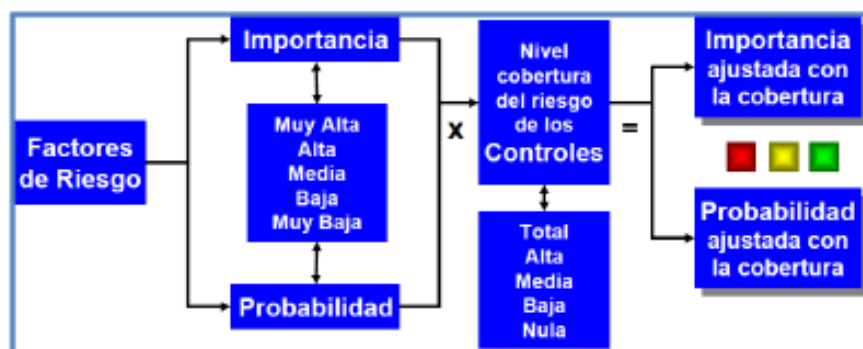 Factores
de Riesgo
Importancia
Muy Alta
Alta
Media
Baja
Muy Baja
Probabilidad
x
Nivel
cobertura
del riesgo
de los
Controles
Total
Alta
Media
Baja
Nula
=
Importancia
ajustada con
la cobertura
Probabilidad
ajustada con
la cobertura